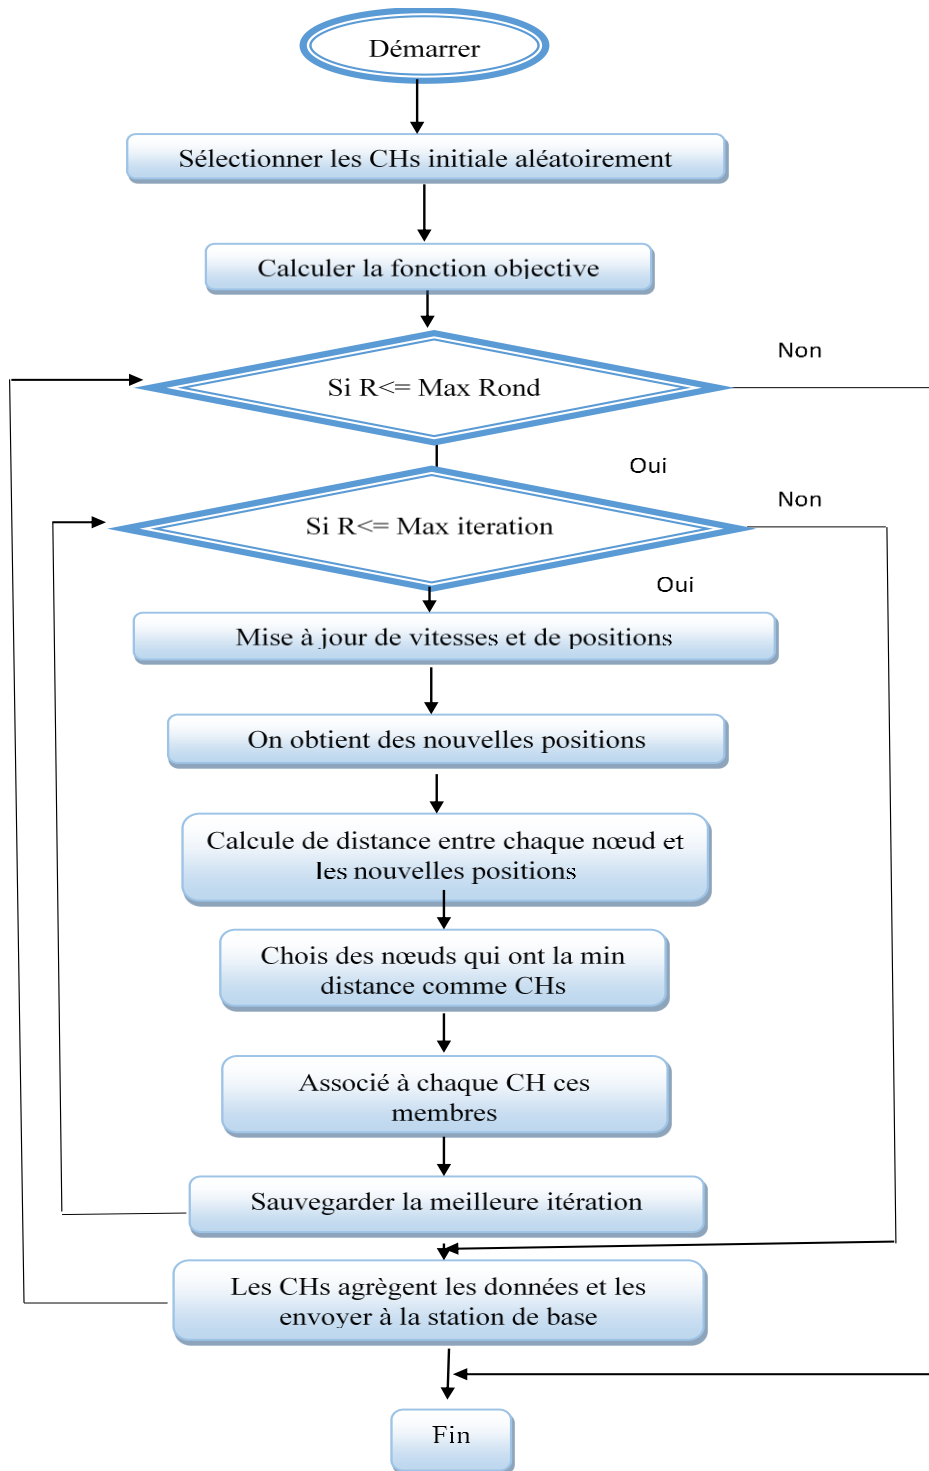 Démarrer
Sélectionner les CHs initiale aléatoirement
Calculer la fonction objective
Non
Si R<= Max Rond
Oui
Non
Si R<= Max iteration
Oui
Mise à jour de vitesses et de positions
On obtient des nouvelles positions
Calcule de distance entre chaque nœud et
les nouvelles positions
Chois des nœuds qui ont la min
distance comme CHs
Associé à chaque CH ces
membres
Sauvegarder la meilleure itération
Les CHs agrègent les données et les
envoyer à la station de base
Fin